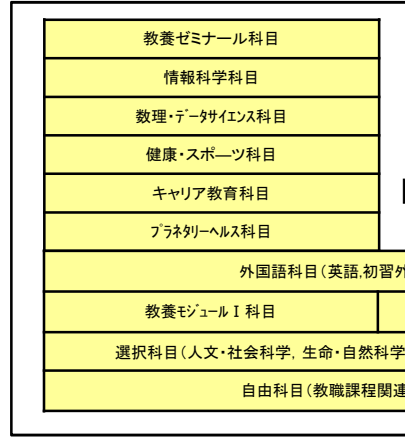 教養ゼミナール科目
情報科学科目
数理・データサイエンス科目
健康・スポーツ科目
キャリア教育科目
プラネタリーヘルス科目
外国語科目(英語,初習外
教養モジュールⅠ科目
選択科目(人文・社会科学, 生命・自然科学
自由科目(教職課程関連